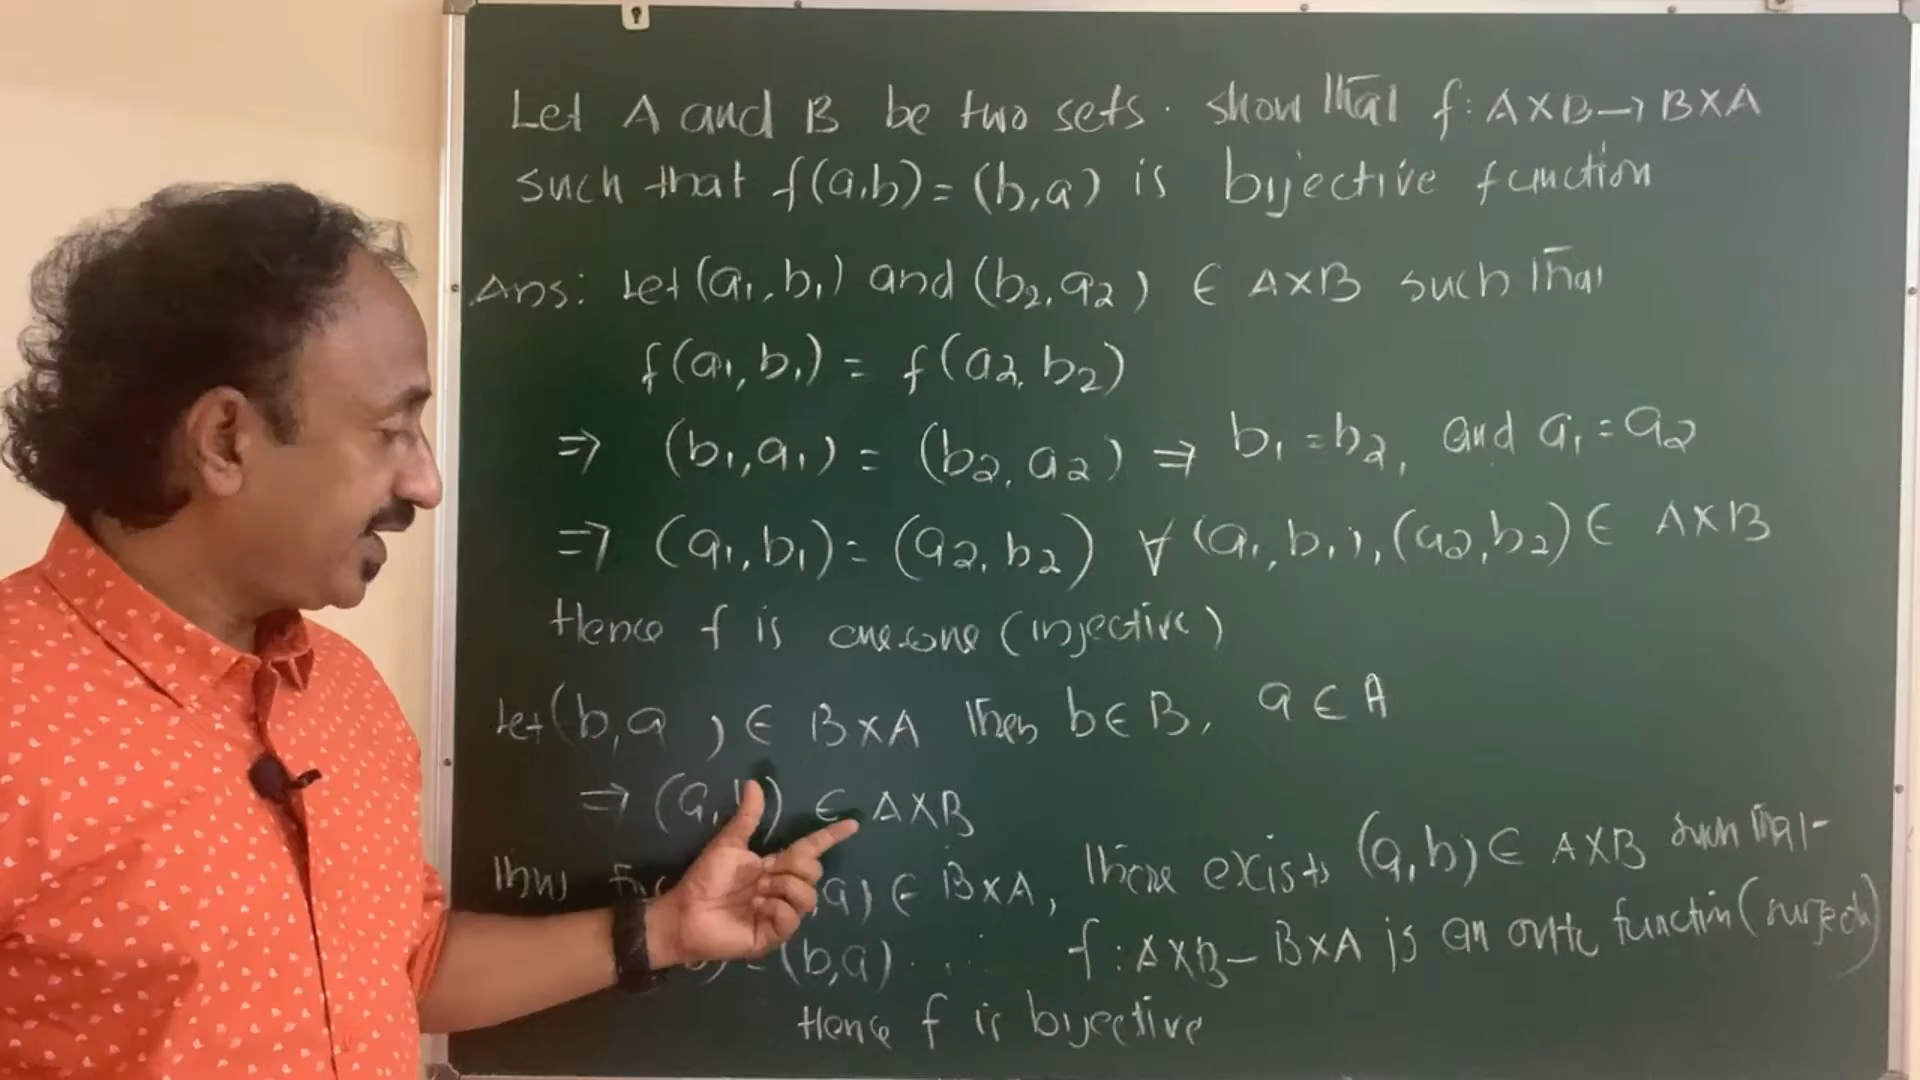 Let A and B be two sets. show that f: A×B→B×A
such that f(a,b) = (b,a) is bijective function
Ans: Let (a₁,b₁) and (b₂,a₂) ∈ A×B such that
f(a₁,b₁) = f(a₂,b₂)
⇒ (b₁,a₁) = (b₂,a₂) ⇒ b₁=b₂, and a₁=a₂
⇒ (a₁,b₁) = (a₂,b₂) ∀ (a₁,b₁),(a₂,b₂) ∈ A×B
Hence f is one-one (injective)
Let (b,a) ∈ B×A then b∈B, a∈A
⇒ (a, ) ∈ A×B
Thus ,a) ∈ B×A, there exists (a,b) ∈ A×B such that
= (b,a) ∴ f:A×B–B×A is an onto function
Hence f is bijective